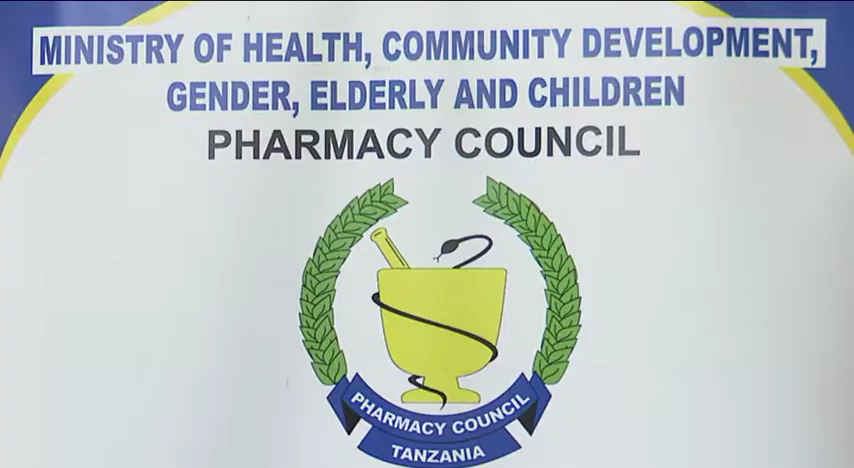 MINISTRY OF HEALTH, COMMUNITY DEVELOPMENT,
GENDER, ELDERLY AND CHILDREN
PHARMACY COUNCIL
PHARMACY COUNCIL
TANZANIA